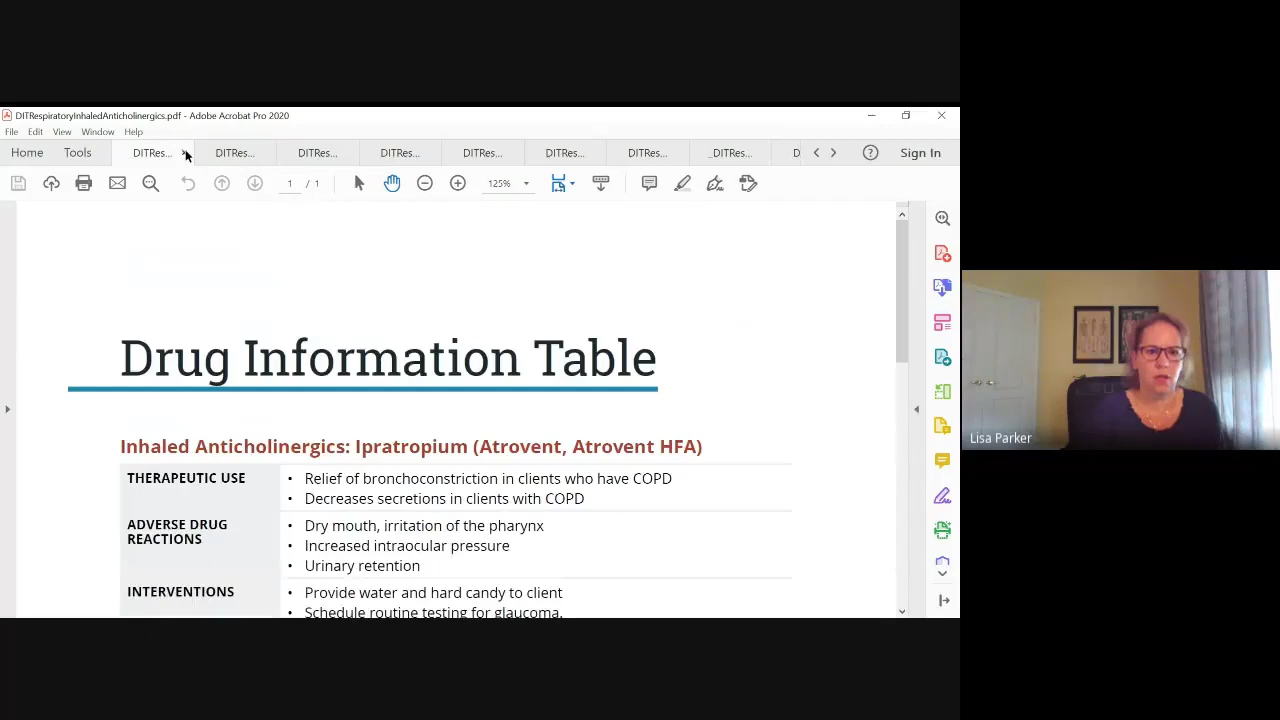 DITRespiratoryInhaledAnticholinergics.pdf - Adobe Acrobat Pro 2020
File Edit View Window Help
Home Tools DITRes... DITRes... DITRes... DITRes... DITRes... DITRes... DITRes... _DITRes... D Sign In
1 / 1 125%
Drug Information Table
Inhaled Anticholinergics: Ipratropium (Atrovent, Atrovent HFA)
THERAPEUTIC USE
• Relief of bronchoconstriction in clients who have COPD
• Decreases secretions in clients with COPD
ADVERSE DRUG
REACTIONS
• Dry mouth, irritation of the pharynx
• Increased intraocular pressure
• Urinary retention
INTERVENTIONS
• Provide water and hard candy to client
• Schedule routine testing for glaucoma.
Lisa Parker